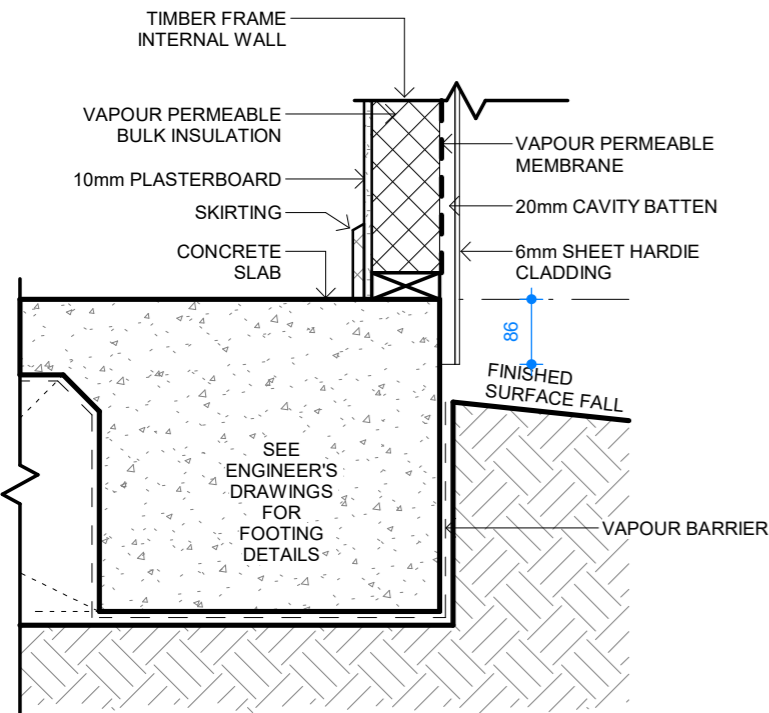 TIMBER FRAME
INTERNAL WALL
VAPOUR PERMEABLE
BULK INSULATION
10mm PLASTERBOARD
SKIRTING
CONCRETE
SLAB
VAPOUR PERMEABLE
MEMBRANE
20mm CAVITY BATTEN
6mm SHEET HARDIE
CLADDING
86
FINISHED
SURFACE FALL
SEE
ENGINEER'S
DRAWINGS
FOR
FOOTING
DETAILS
VAPOUR BARRIER